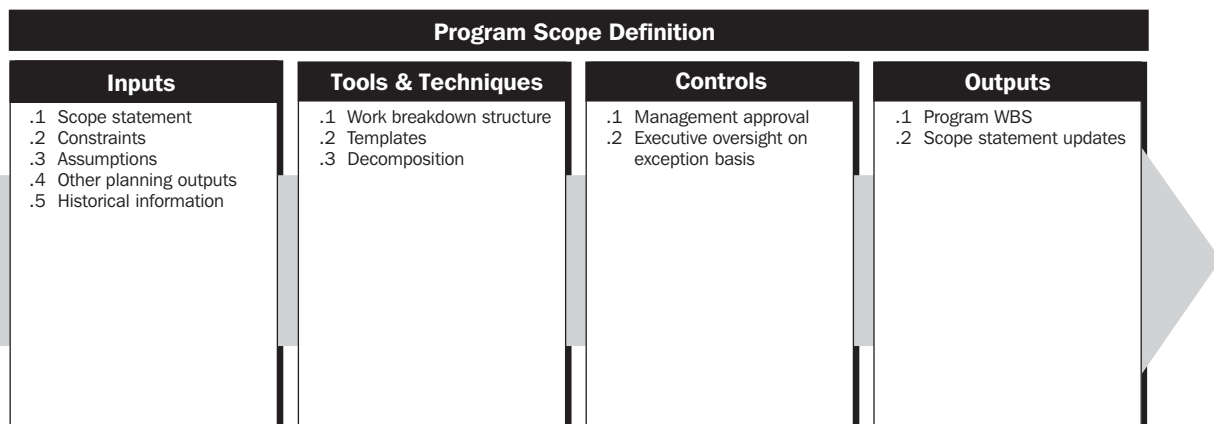 Program Scope Definition
Inputs
.1 Scope statement
.2 Constraints
.3 Assumptions
.4 Other planning outputs
.5 Historical information
Tools & Techniques
.1 Work breakdown structure
.2 Templates
.3 Decomposition
Controls
.1 Management approval
.2 Executive oversight on
exception basis
Outputs
.1 Program WBS
.2 Scope statement updates